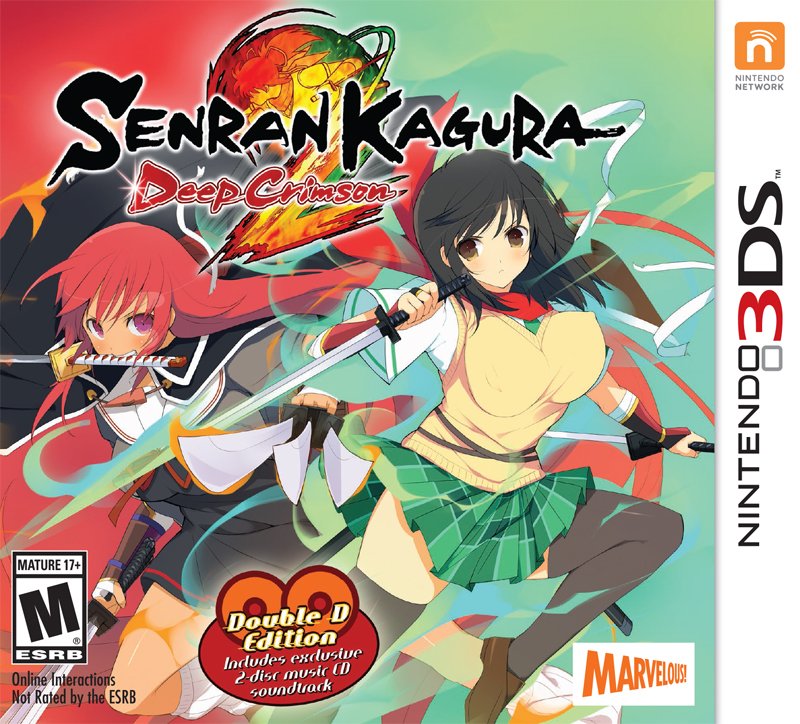 SENRAN KAGURA
2
Deep Crimson
NINTENDO
NETWORK
NINTENDO 3DS™
MATURE 17+
M®
ESRB
Online Interactions
Not Rated by the ESRB
Double D
Edition
Includes exclusive
2-disc music CD
soundtrack
MARVELOUS!